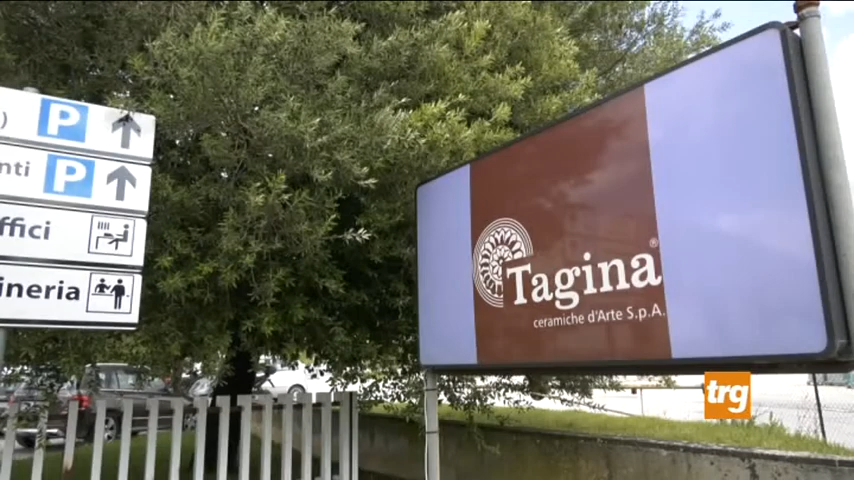 )
P
nti
P
ffici
ineria
Tagina®
ceramiche d'Arte S.p.A.
trg